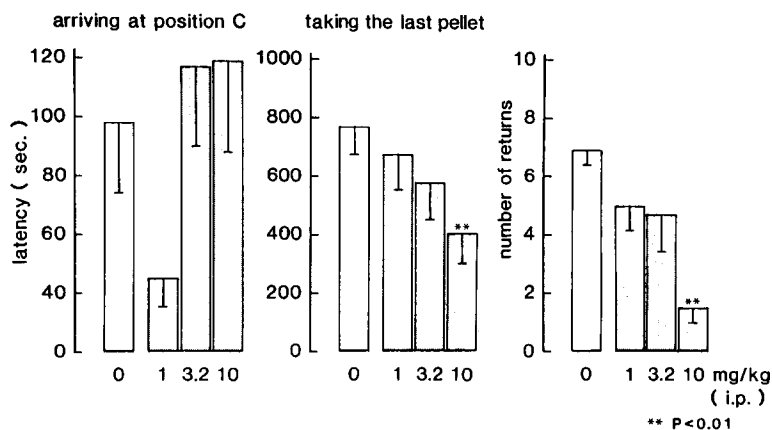 arriving at position C
taking the last pellet
latency ( sec. )
120
100
80
60
40
20
0
0 1 3.2 10
1000
800
600
400
200
0
**
0 1 3.2 10
number of returns
10
8
6
4
2
0
**
0 1 3.2 10 mg/kg
( i.p. )
** P<0.01